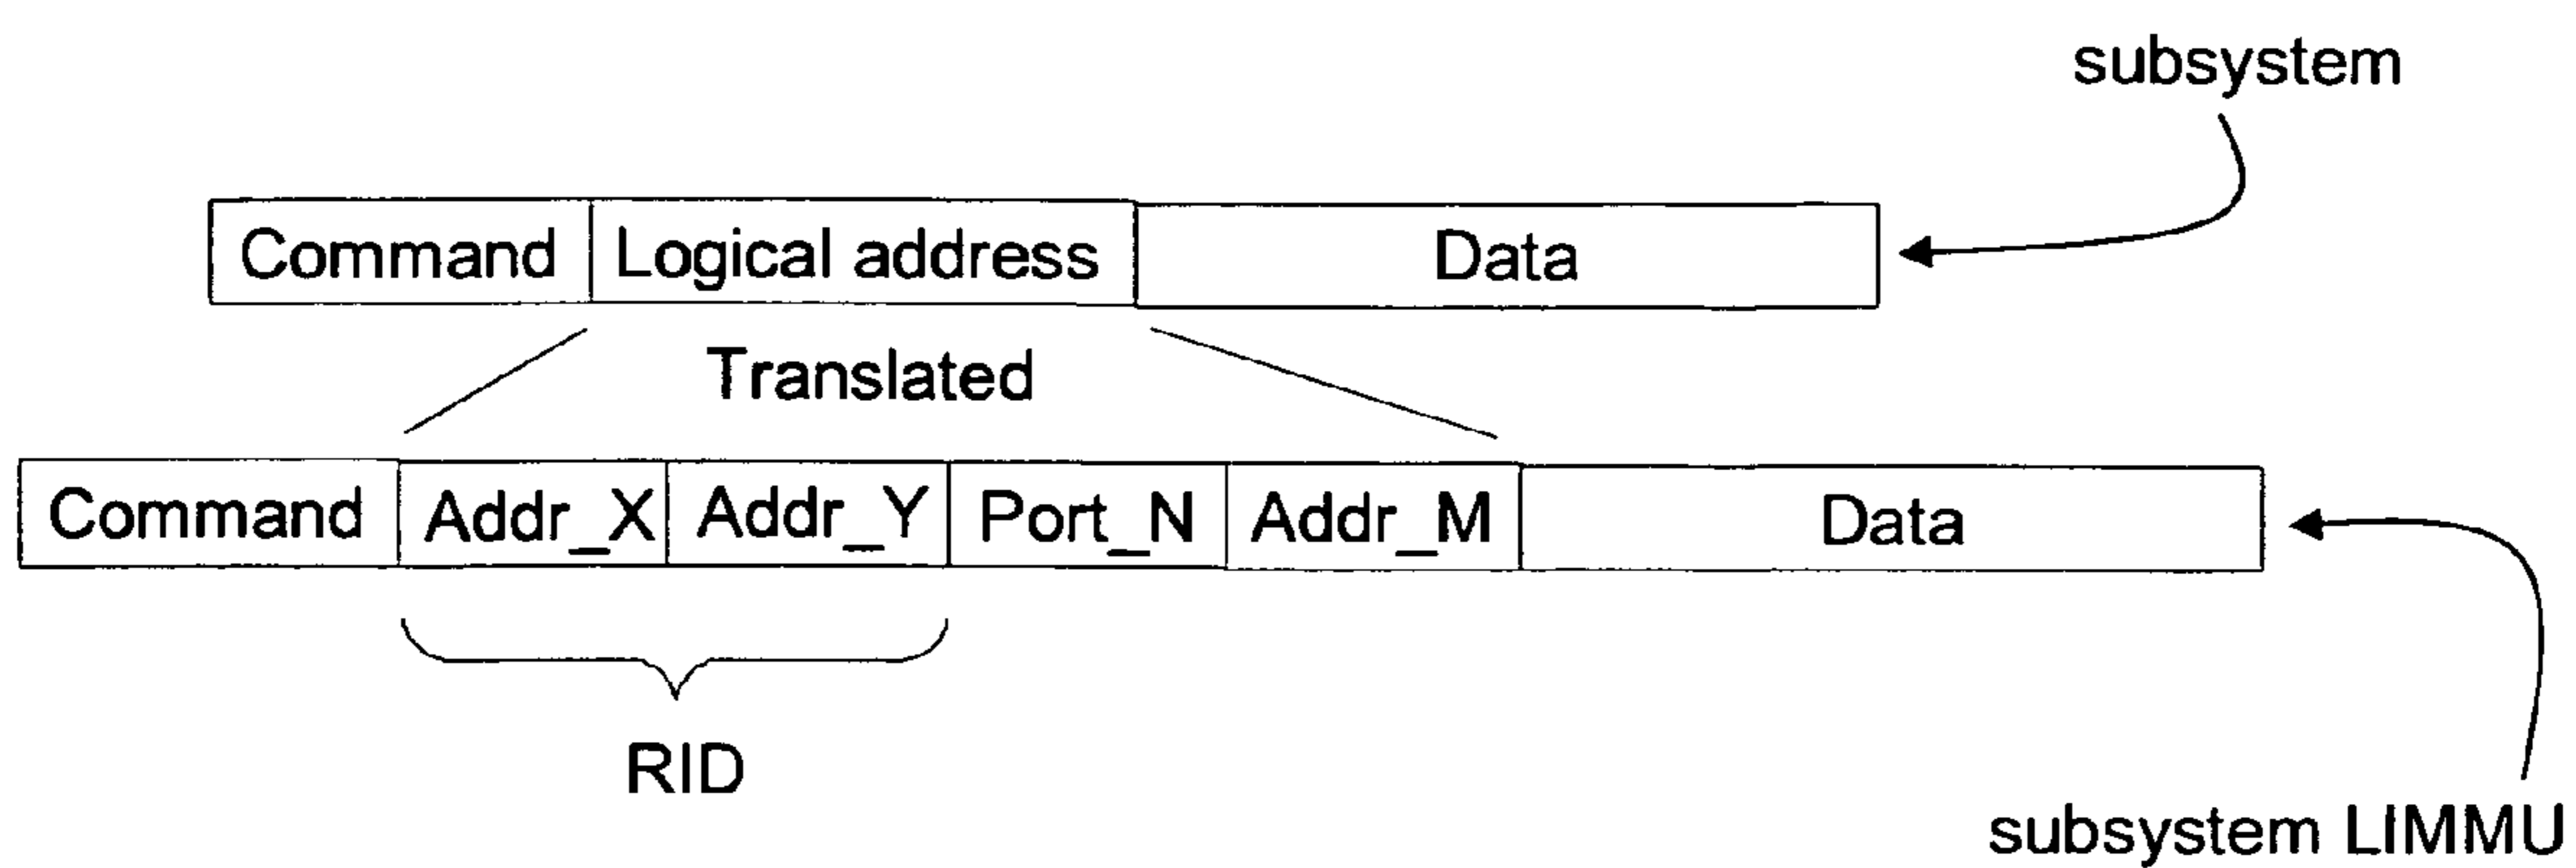 subsystem
Command Logical address Data
Translated
Command Addr_X Addr_Y Port_N Addr_M Data
RID
subsystem LIMMU